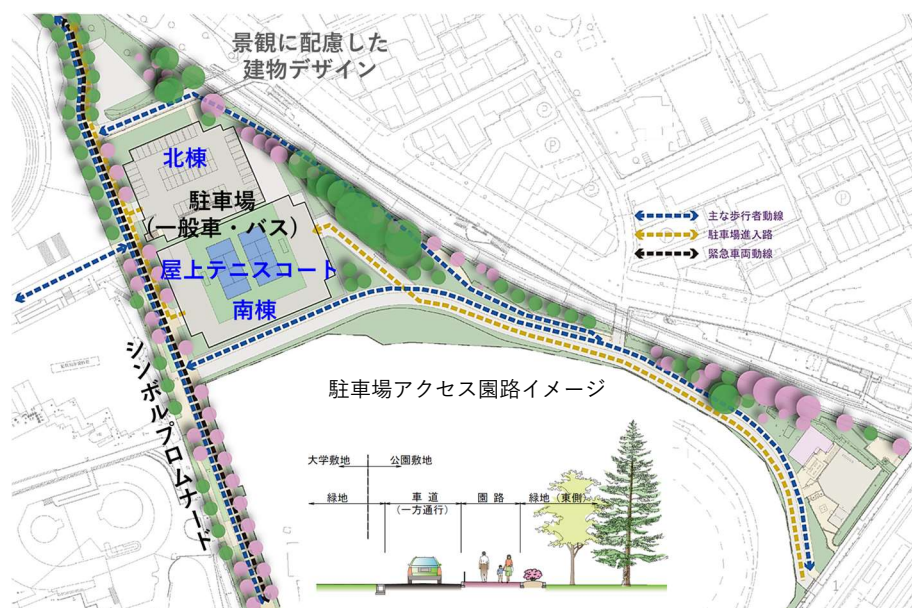 景観に配慮した
建物デザイン
北棟
駐車場
(一般車・バス)
屋上テニスコート
南棟
主な歩行者動線
駐車場進入路
緊急車両動線
シンボルプロムナード
駐車場アクセス園路イメージ
大学敷地
公園敷地
緑地
車道
(一方通行)
園路
緑地(東側)